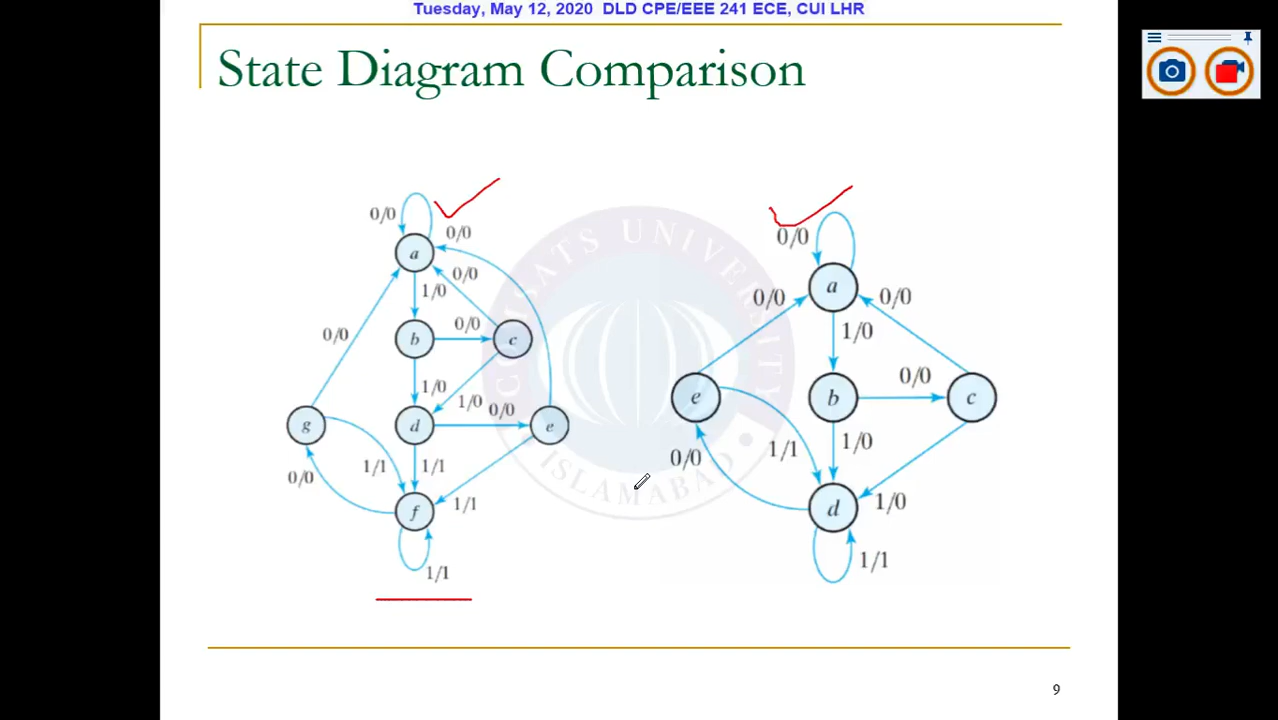 Tuesday, May 12, 2020 DLD CPE/EEE 241 ECE, CUI LHR
State Diagram Comparison
0/0
0/0
a
0/0
1/0
0/0
b
0/0
c
1/0
1/0
0/0
g
d
e
0/0
1/1
1/1
1/1
f
1/1
0/0
0/0
a
0/0
1/0
e
b
0/0
c
0/0
1/1
1/0
d
1/0
1/1
COMSATS UNIVERSITY
ISLAMABAD
9